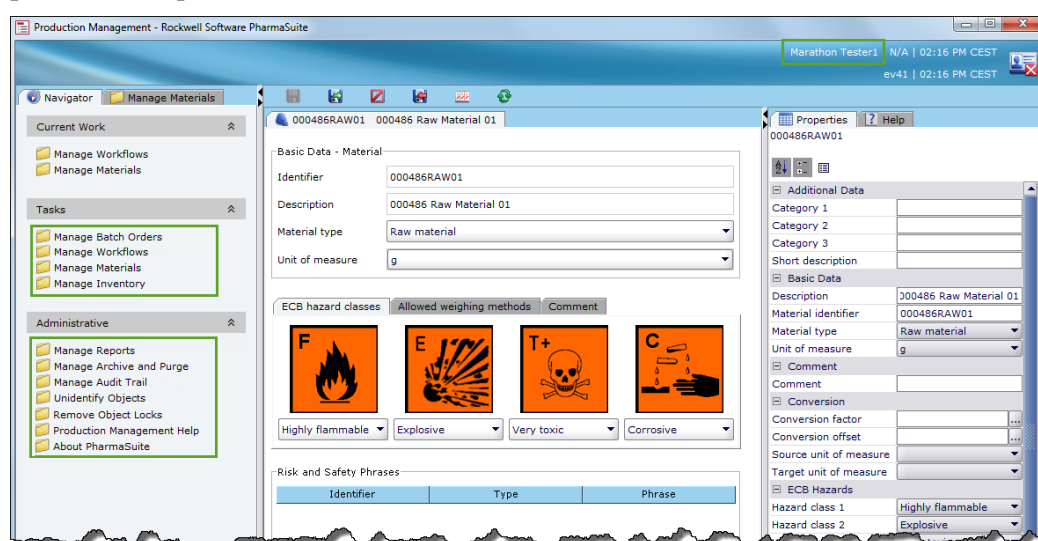 Production Management - Rockwell Software PharmaSuite
Marathon Tester1 N/A | 02:16 PM CEST
ev41 | 02:16 PM CEST
Navigator
Manage Materials
Current Work
Manage Workflows
Manage Materials
Tasks
Manage Batch Orders
Manage Workflows
Manage Materials
Manage Inventory
Administrative
Manage Reports
Manage Archive and Purge
Manage Audit Trail
Unidentify Objects
Remove Object Locks
Production Management Help
About PharmaSuite
000486RAW01 000486 Raw Material 01
Basic Data - Material
Identifier 000486RAW01
Description 000486 Raw Material 01
Material type Raw material
Unit of measure g
ECB hazard classes Allowed weighing methods Comment
F E T+ C
Highly flammable Explosive Very toxic Corrosive
Risk and Safety Phrases
Identifier Type Phrase
Properties ? Help
000486RAW01
Additional Data
Category 1
Category 2
Category 3
Short description
Basic Data
Description 000486 Raw Material 01
Material identifier 000486RAW01
Material type Raw material
Unit of measure g
Comment
Comment
Conversion
Conversion factor ...
Conversion offset ...
Source unit of measure
Target unit of measure
ECB Hazards
Hazard class 1 Highly flammable
Hazard class 2 Explosive